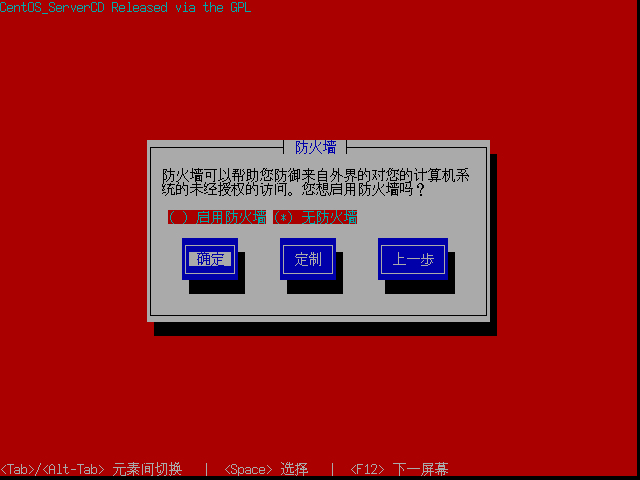 CentOS_ServerCD Released via the GPL
防火墙
防火墙可以帮助您防御来自外界的对您的计算机系
统的未经授权的访问。您想启用防火墙吗？
( ) 启用防火墙 (*) 无防火墙
确定 定制 上一步
<Tab>/<Alt-Tab> 元素间切换 | <Space> 选择 | <F12> 下一屏幕